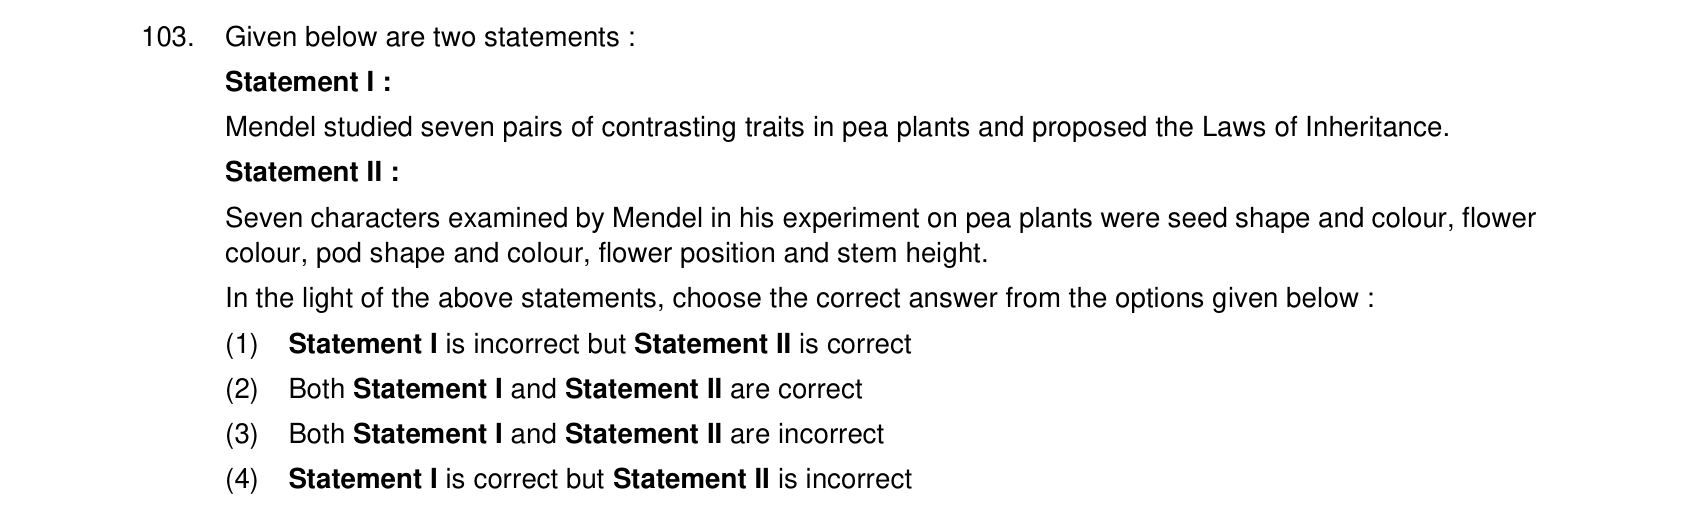 103. Given below are two statements :
Statement I :
Mendel studied seven pairs of contrasting traits in pea plants and proposed the Laws of Inheritance.
Statement II :
Seven characters examined by Mendel in his experiment on pea plants were seed shape and colour, flower
colour, pod shape and colour, flower position and stem height.
In the light of the above statements, choose the correct answer from the options given below :
(1) Statement I is incorrect but Statement II is correct
(2) Both Statement I and Statement II are correct
(3) Both Statement I and Statement II are incorrect
(4) Statement I is correct but Statement II is incorrect